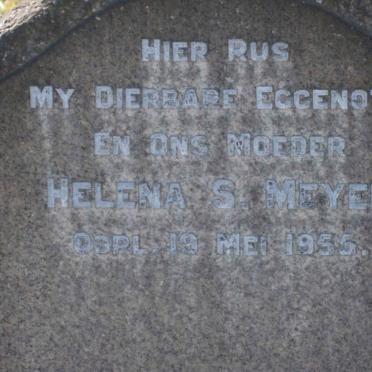 HIER RUS
MY DIERBARE EGGENOT
EN ONS MOEDER
HELENA S. MEYE
OORL. 19 MEI 1955.